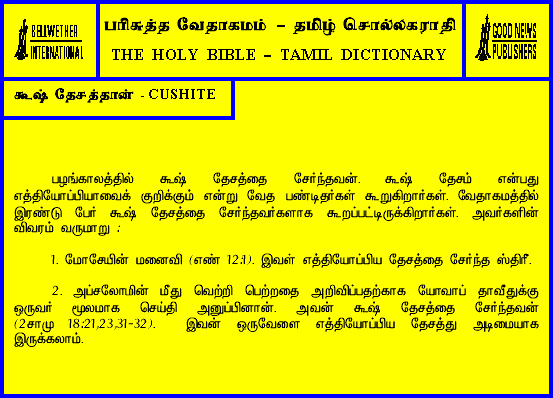 BELLWETHER
INTERNATIONAL
பரிசுத்த வேதாகமம் – தமிழ் சொல்லகராதி
THE HOLY BIBLE – TAMIL DICTIONARY
GOOD NEWS
PUBLISHERS
கூஷ் தேசத்தான் - CUSHITE
பழங்காலத்தில் கூஷ் தேசத்தை சேர்ந்தவன். கூஷ் தேசம் என்பது
எத்தியோப்பியாவைக் குறிக்கும் என்று வேத பண்டிதர்கள் கூறுகிறார்கள். வேதாகமத்தில்
இரண்டு பேர் கூஷ் தேசத்தை சேர்ந்தவர்களாக கூறப்பட்டிருக்கிறார்கள். அவர்களின்
விவரம் வருமாறு :
1. மோசேயின் மனைவி (எண் 12:1). இவள் எத்தியோப்பிய தேசத்தை சேர்ந்த ஸ்திரீ.
2. அப்சலோமின் மீது வெற்றி பெற்றதை அறிவிப்பதற்காக யோவாப் தாவீதுக்கு
ஒருவர் மூலமாக செய்தி அனுப்பினான். அவன் கூஷ் தேசத்தை சேர்ந்தவன்
(2சாமு 18:21,23,31-32). இவன் ஒருவேளை எத்தியோப்பிய தேசத்து அடிமையாக
இருக்கலாம்.